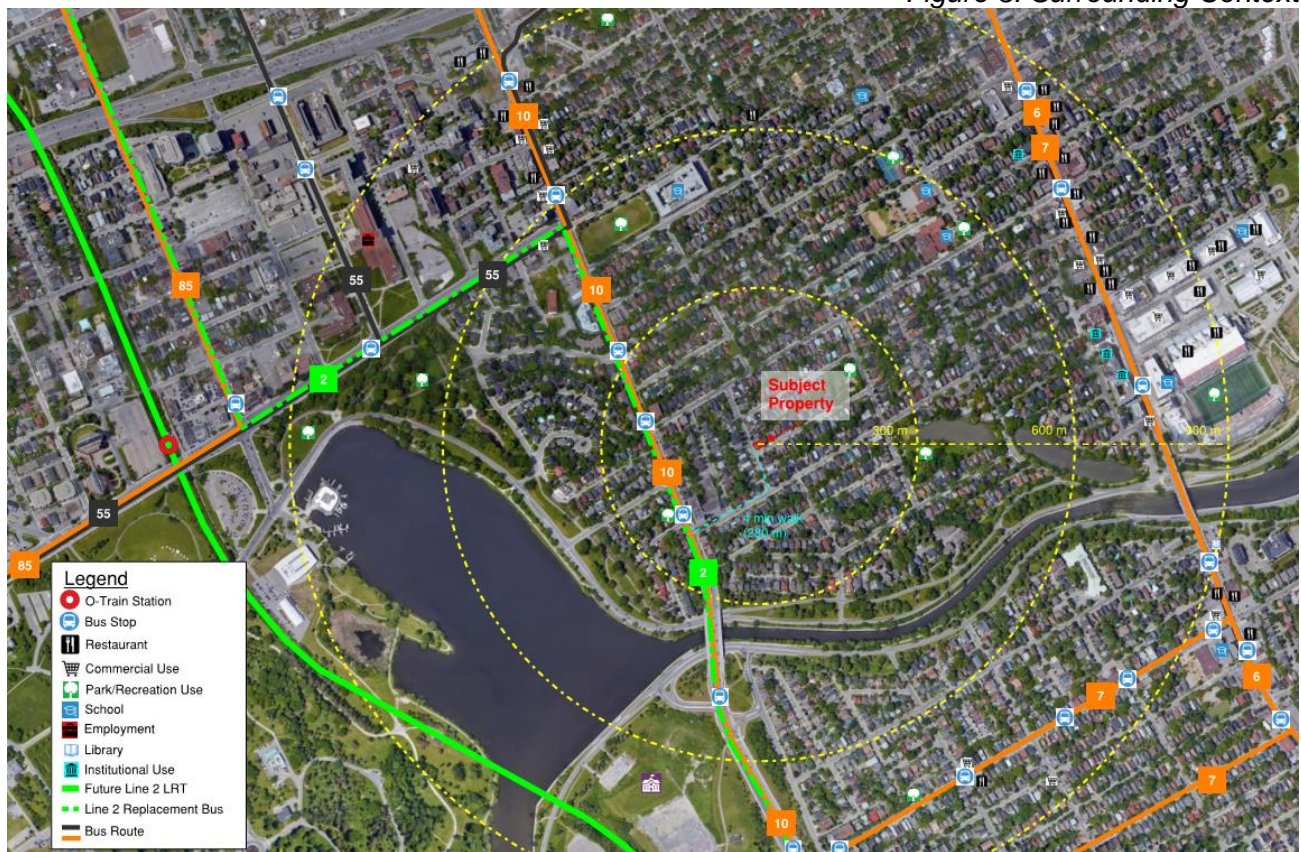 Figure 3: Surrounding Context
10
6
7
85
55
55
10
2
Subject
Property
300 m
600 m
900 m
10
55
85
4 min walk
(280 m)
2
7
6
7
10
Legend
O-Train Station
Bus Stop
Restaurant
Commercial Use
Park/Recreation Use
School
Employment
Library
Institutional Use
Future Line 2 LRT
Line 2 Replacement Bus
Bus Route